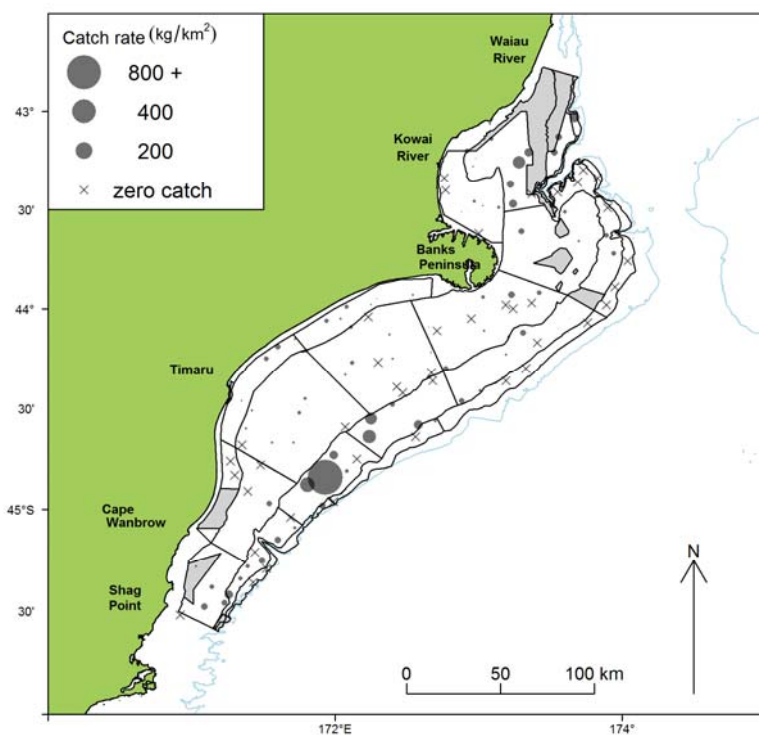 Catch rate (kg/km²)
800 +
400
200
zero catch
Waiau
River
43°
Kowai
River
30'
Banks
Peninsula
44°
Timaru
30'
45°S
Cape
Wanbrow
N
Shag
Point
30'
0 50 100 km
172°E 174°